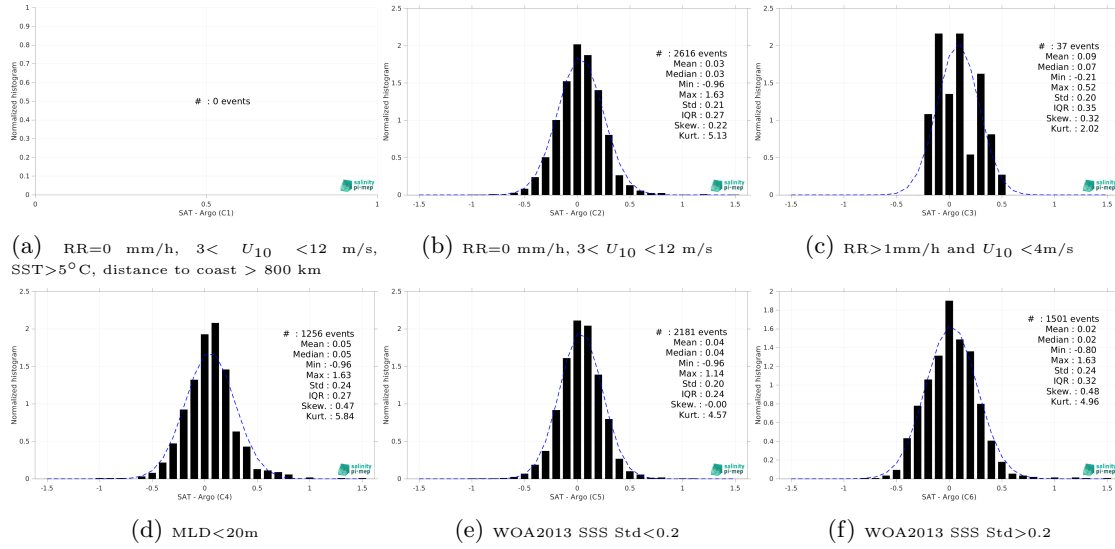 1
0.9
0.8
0.7
0.6
0.5
0.4
0.3
0.2
0.1
0
Normalized histogram
# : 0 events
salinity
pi-mep
0 0.5 1
SAT - Argo (C1)
(a) RR=0 mm/h, 3< U10 <12 m/s,
SST>5°C, distance to coast > 800 km
2
1.5
1
0.5
0
Normalized histogram
# : 2616 events
Mean : 0.03
Median : 0.03
Min : -0.96
Max : 1.63
Std : 0.21
IQR : 0.27
Skew. : 0.22
Kurt. : 5.13
salinity
pi-mep
-1.5 -1 -0.5 0 0.5 1 1.5
SAT - Argo (C2)
(b) RR=0 mm/h, 3< U10 <12 m/s
2.5
2
1.5
1
0.5
0
Normalized histogram
# : 37 events
Mean : 0.09
Median : 0.07
Min : -0.21
Max : 0.52
Std : 0.20
IQR : 0.35
Skew. : 0.32
Kurt. : 2.02
salinity
pi-mep
-1.5 -1 -0.5 0 0.5 1 1.5
SAT - Argo (C3)
(c) RR>1mm/h and U10 <4m/s
2.5
2
1.5
1
0.5
0
Normalized histogram
# : 1256 events
Mean : 0.05
Median : 0.05
Min : -0.96
Max : 1.63
Std : 0.24
IQR : 0.27
Skew. : 0.47
Kurt. : 5.84
salinity
pi-mep
-1.5 -1 -0.5 0 0.5 1 1.5
SAT - Argo (C4)
(d) MLD<20m
2.5
2
1.5
1
0.5
0
Normalized histogram
# : 2181 events
Mean : 0.04
Median : 0.04
Min : -0.96
Max : 1.14
Std : 0.20
IQR : 0.24
Skew. : -0.00
Kurt. : 4.57
salinity
pi-mep
-1.5 -1 -0.5 0 0.5 1 1.5
SAT - Argo (C5)
(e) WOA2013 SSS Std<0.2
2
1.8
1.6
1.4
1.2
1
0.8
0.6
0.4
0.2
0
Normalized histogram
# : 1501 events
Mean : 0.02
Median : 0.02
Min : -0.80
Max : 1.63
Std : 0.24
IQR : 0.32
Skew. : 0.48
Kurt. : 4.96
salinity
pi-mep
-1.5 -1 -0.5 0 0.5 1 1.5
SAT - Argo (C6)
(f) WOA2013 SSS Std>0.2